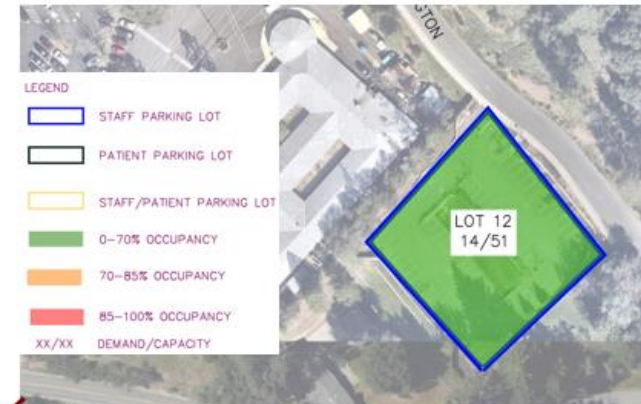 GTON
LEGEND
STAFF PARKING LOT
PATIENT PARKING LOT
STAFF/PATIENT PARKING LOT
0-70% OCCUPANCY
70-85% OCCUPANCY
85-100% OCCUPANCY
XX/XX DEMAND/CAPACITY
LOT 12
14/51